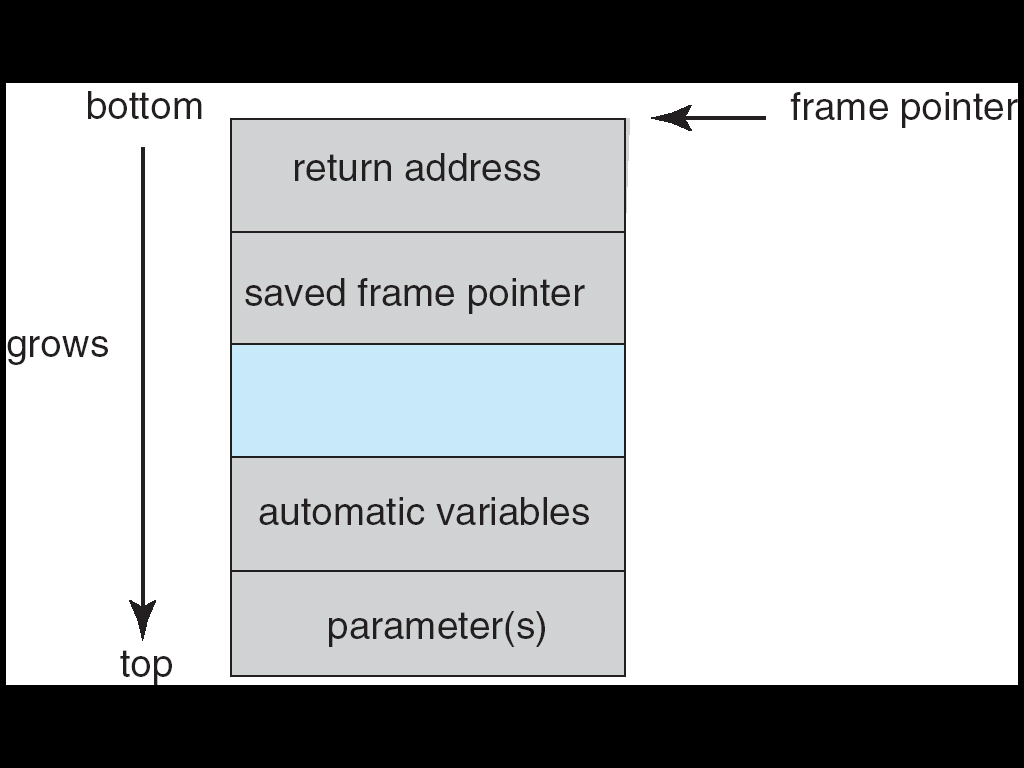 bottom
frame pointer
return address
saved frame pointer
grows
automatic variables
parameter(s)
top